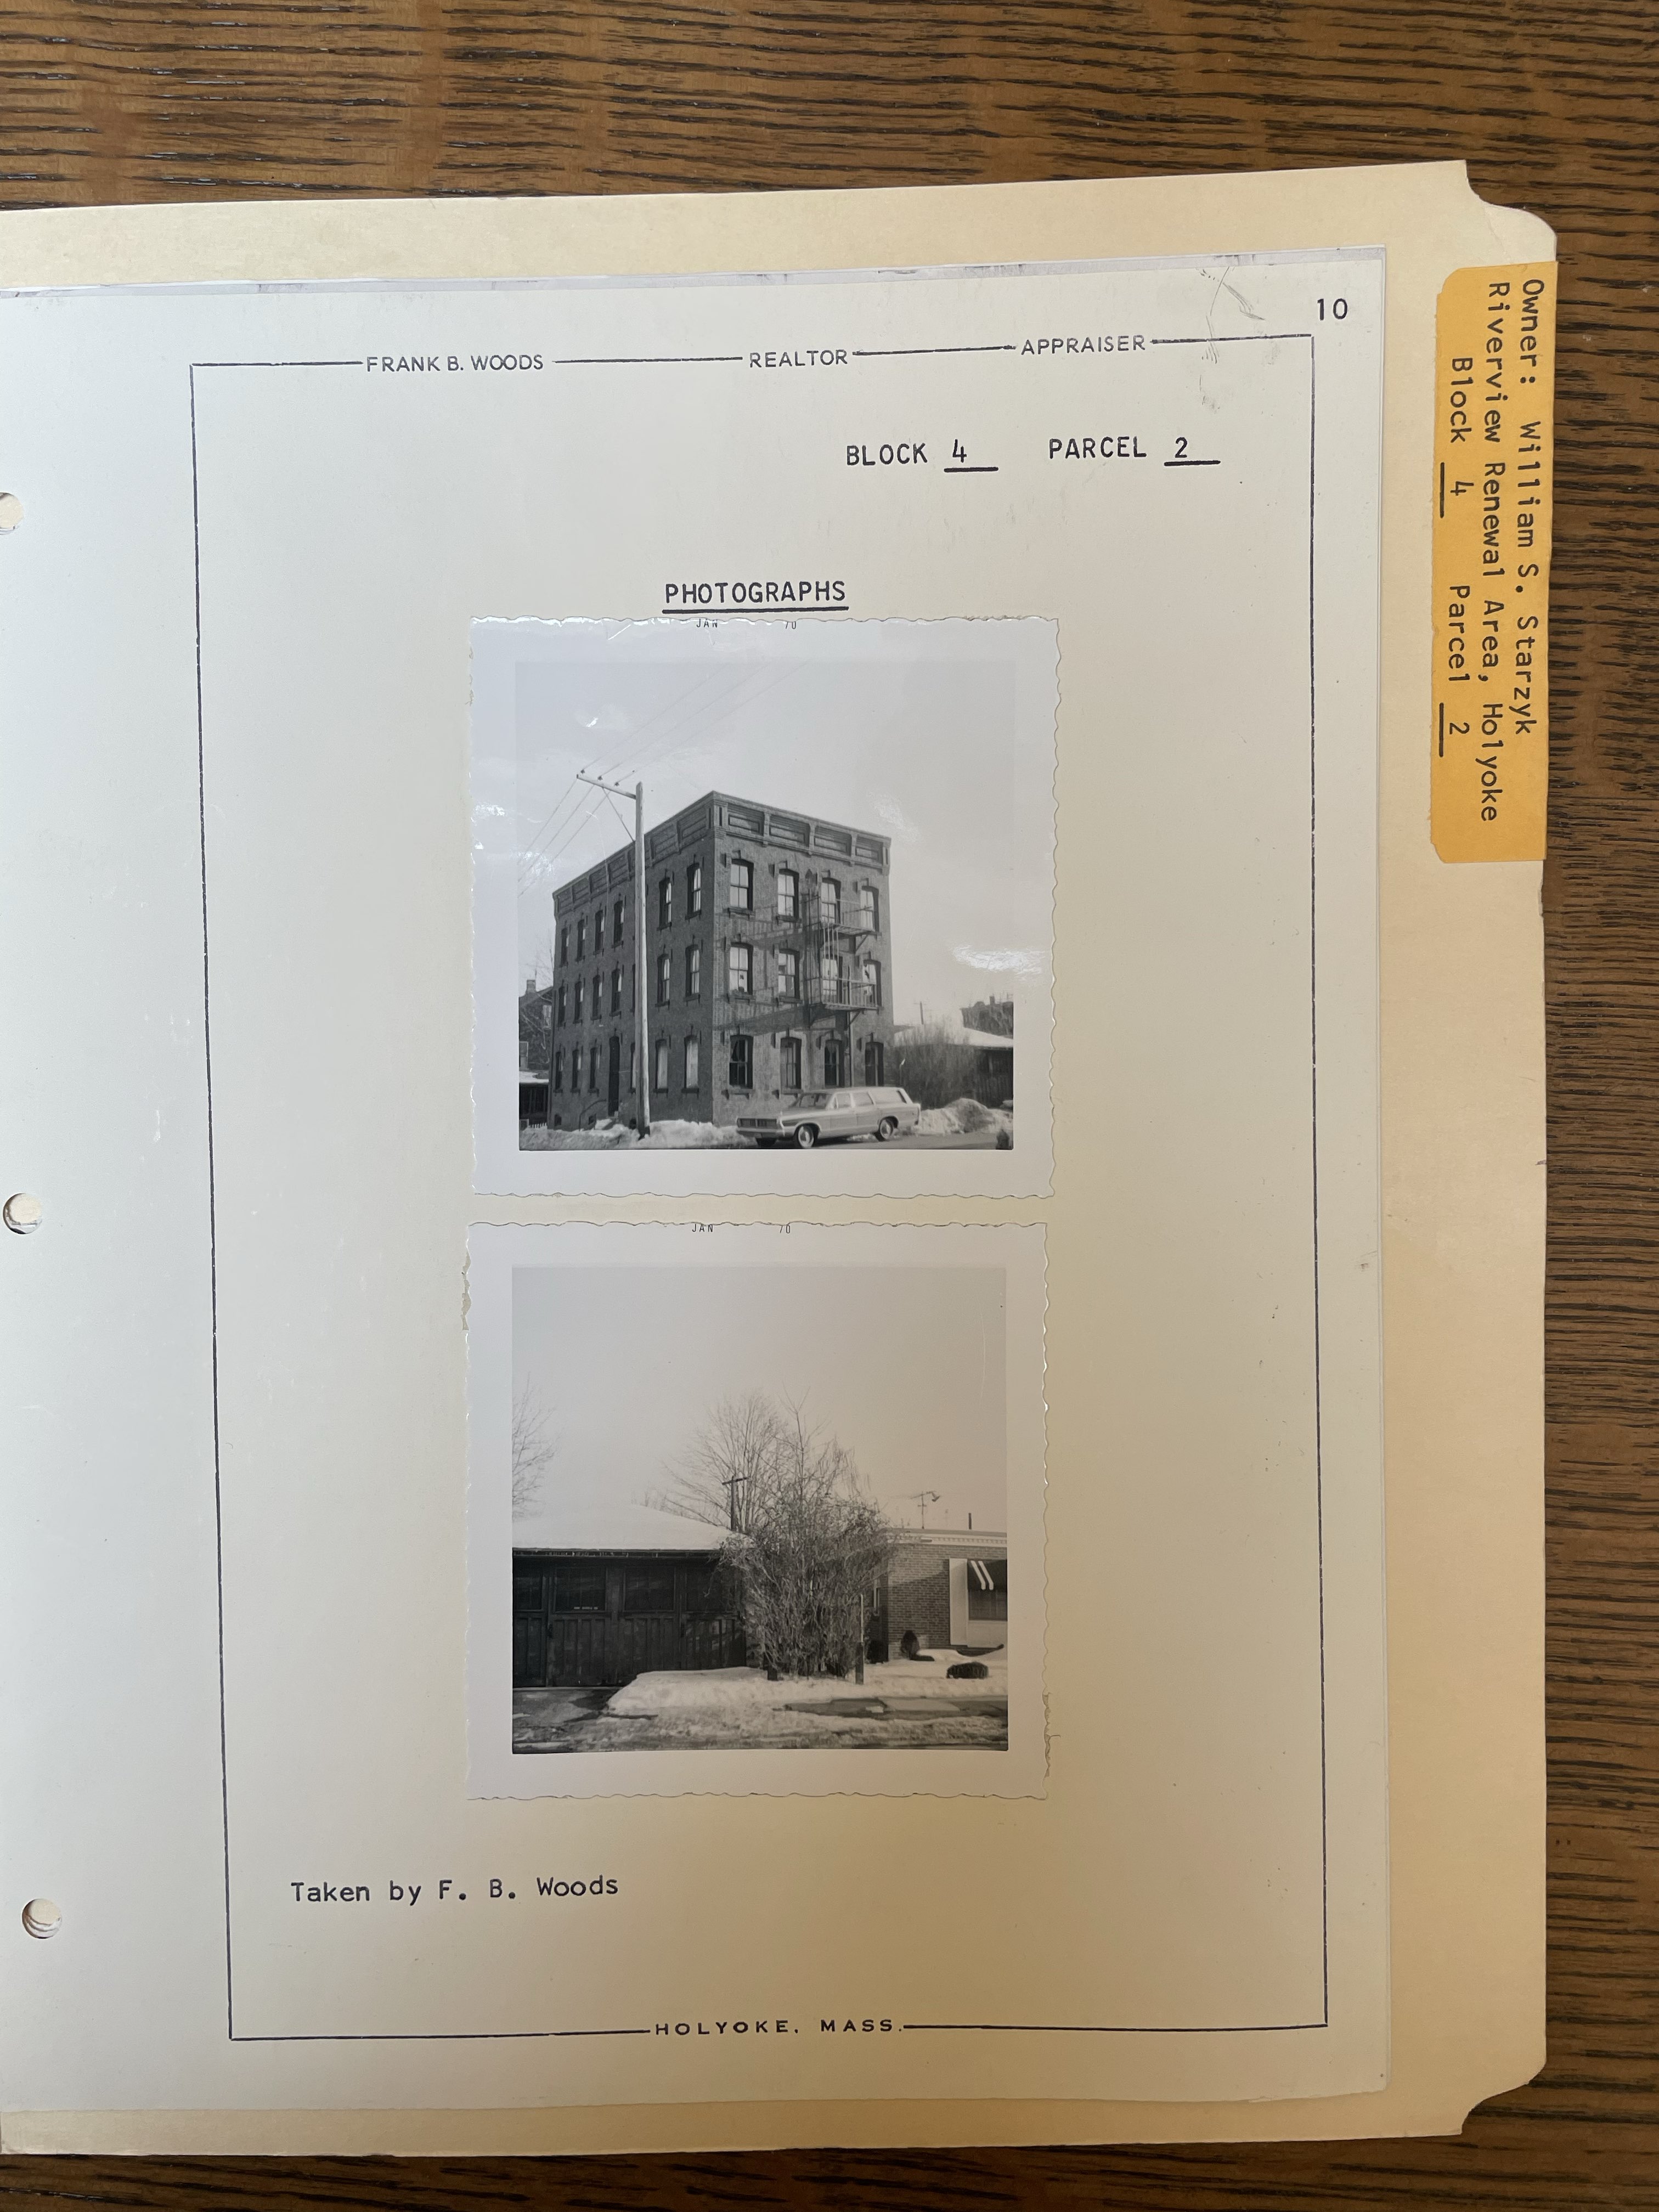 10
FRANK B. WOODS REALTOR APPRAISER
BLOCK 4 PARCEL 2
PHOTOGRAPHS
JAN 70
JAN 70
Taken by F. B. Woods
HOLYOKE, MASS.
Owner: William S. Starzyk
Riverview Renewal Area, Holyoke
Block 4 Parcel 2